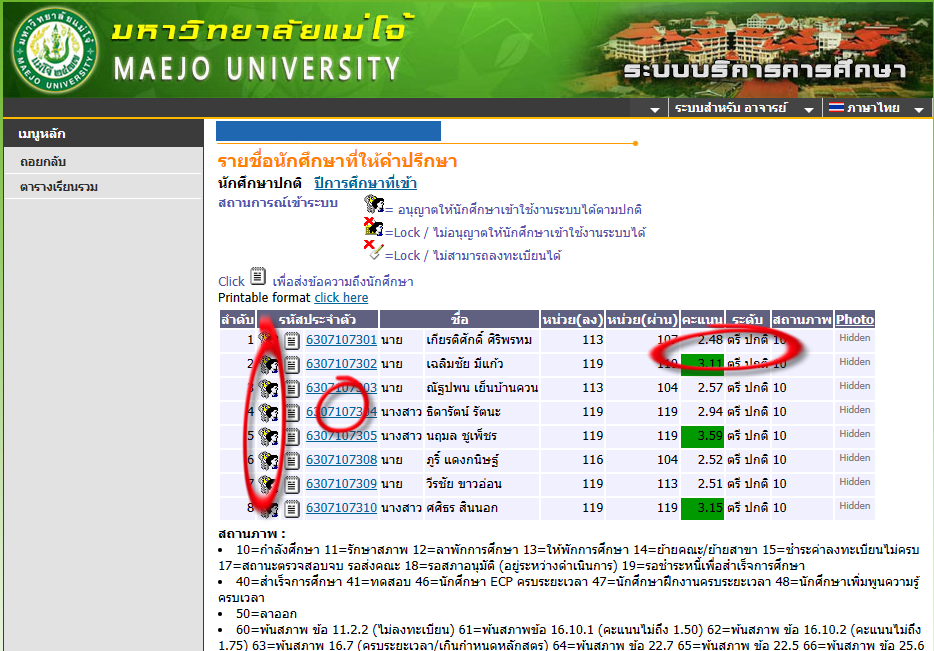 มหาวิทยาลัยแม่โจ้
MAEJO UNIVERSITY
ระบบบริการการศึกษา
ระบบสำหรับ อาจารย์ ภาษาไทย
เมนูหลัก
ถอยกลับ
ตารางเรียนรวม
รายชื่อนักศึกษาที่ให้คำปรึกษา
นักศึกษาปกติ ปีการศึกษาที่เข้า
สถานการณ์เข้าระบบ
= อนุญาตให้นักศึกษาเข้าใช้งานระบบได้ตามปกติ
=Lock / ไม่อนุญาตให้นักศึกษาเข้าใช้งานระบบได้
=Lock / ไม่สามารถลงทะเบียนได้
Click เพื่อส่งข้อความถึงนักศึกษา
Printable format click here
ลำดับ รหัสประจำตัว ชื่อ หน่วย(ลง) หน่วย(ผ่าน) คะแนน ระดับ สถานภาพ Photo
1 6307107301 นาย เกียรติศักดิ์ ศิริพรหม 113 107 2.48 ตรี ปกติ 10 Hidden
2 6307107302 นาย เฉลิมชัย มีแก้ว 119 119 3.11 ตรี ปกติ 10 Hidden
3 6307107303 นาย ณัฐปพน เย็นบ้านควน 113 104 2.57 ตรี ปกติ 10 Hidden
4 6307107304 นางสาว ธิดารัตน์ รัตนะ 119 119 2.94 ตรี ปกติ 10 Hidden
5 6307107305 นางสาว นฤมล ชูเพ็ชร 119 119 3.59 ตรี ปกติ 10 Hidden
6 6307107308 นาย ภูริ์ แดงกนิษฐ์ 116 104 2.52 ตรี ปกติ 10 Hidden
7 6307107309 นาย วีรชัย ขาวอ่อน 119 113 2.51 ตรี ปกติ 10 Hidden
8 6307107310 นางสาว ศศิธร สินนอก 119 119 3.15 ตรี ปกติ 10 Hidden
สถานภาพ :
• 10=กำลังศึกษา 11=รักษาสภาพ 12=ลาพักการศึกษา 13=ให้พักการศึกษา 14=ย้ายคณะ/ย้ายสาขา 15=ชำระค่าลงทะเบียนไม่ครบ
17=สถานะตรวจสอบจบ รอส่งคณะ 18=รอสภาอนุมัติ (อยู่ระหว่างดำเนินการ) 19=รอชำระหนี้เพื่อสำเร็จการศึกษา
• 40=สำเร็จการศึกษา 41=ทดสอบ 46=นักศึกษา ECP ครบระยะเวลา 47=นักศึกษาฝึกงานครบระยะเวลา 48=นักศึกษาเพิ่มพูนความรู้
ครบเวลา
• 50=ลาออก
• 60=พ้นสภาพ ข้อ 11.2.2 (ไม่ลงทะเบียน) 61=พ้นสภาพข้อ 16.10.1 (คะแนนไม่ถึง 1.50) 62=พ้นสภาพ ข้อ 16.10.2 (คะแนนไม่ถึง
1.75) 63=พ้นสภาพ 16.7 (ครบระยะเวลา/เกินกำหนดหลักสูตร) 64=พ้นสภาพ ข้อ 22.7 65=พ้นสภาพ ข้อ 22.5 66=พ้นสภาพ ข้อ 25.6